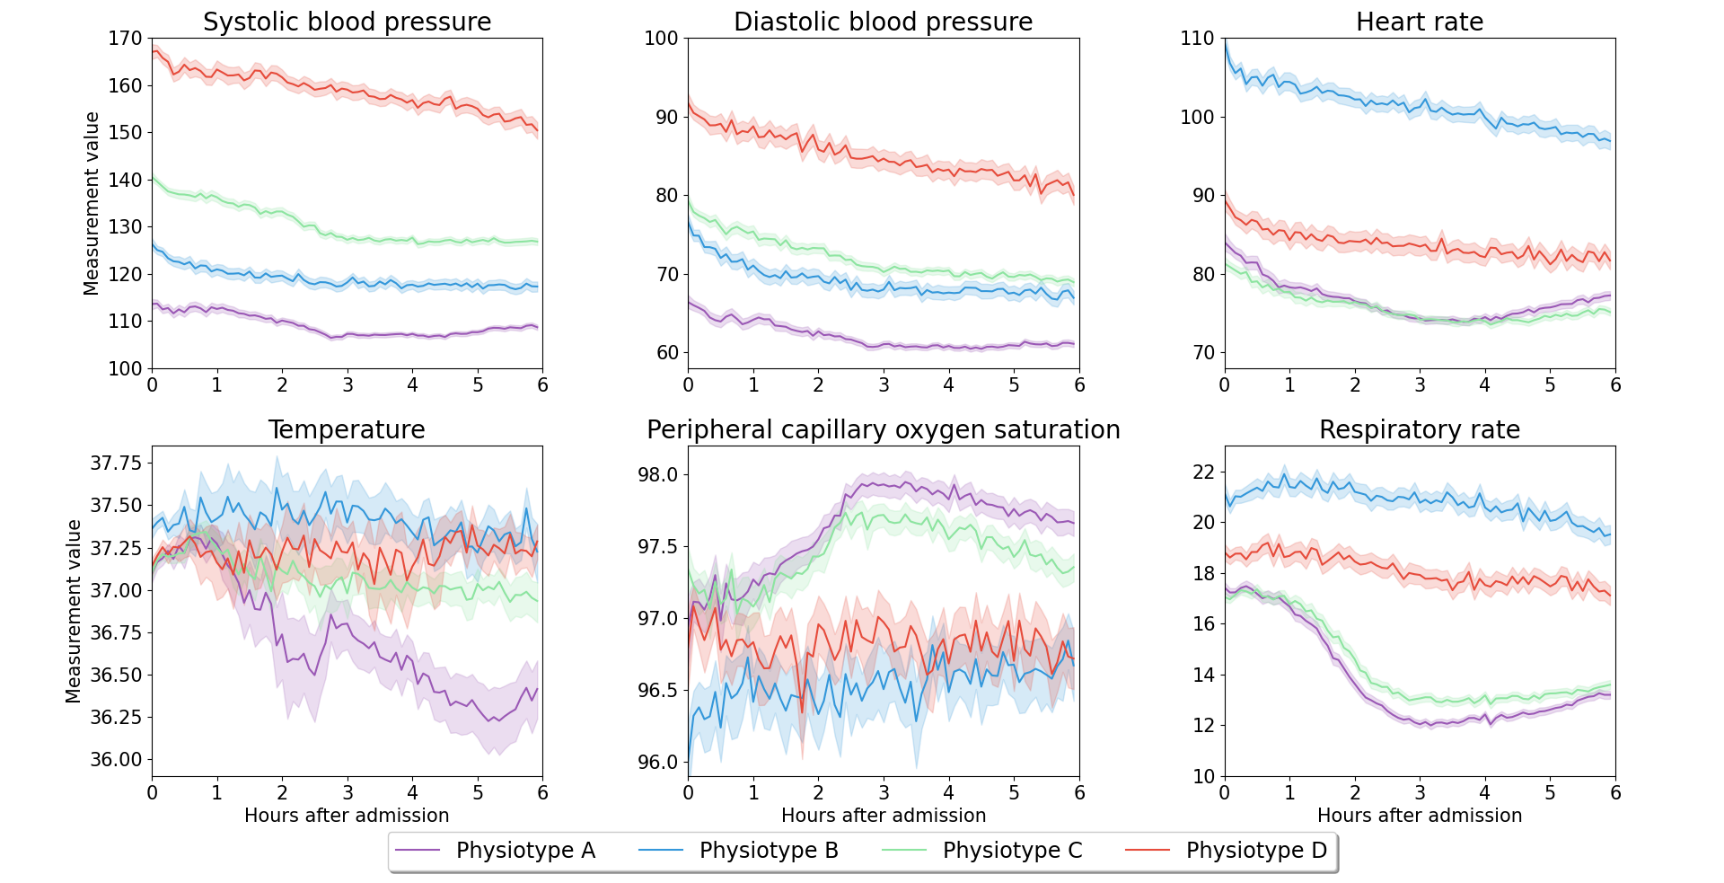 Systolic blood pressure
Diastolic blood pressure
Heart rate
Measurement value
170
160
150
140
130
120
110
100
0 1 2 3 4 5 6
100
90
80
70
60
0 1 2 3 4 5 6
110
100
90
80
70
0 1 2 3 4 5 6
Temperature
Peripheral capillary oxygen saturation
Respiratory rate
Measurement value
37.75
37.50
37.25
37.00
36.75
36.50
36.25
36.00
0 1 2 3 4 5 6
Hours after admission
98.0
97.5
97.0
96.5
96.0
0 1 2 3 4 5 6
Hours after admission
22
20
18
16
14
12
10
0 1 2 3 4 5 6
Hours after admission
Physiotype A Physiotype B Physiotype C Physiotype D